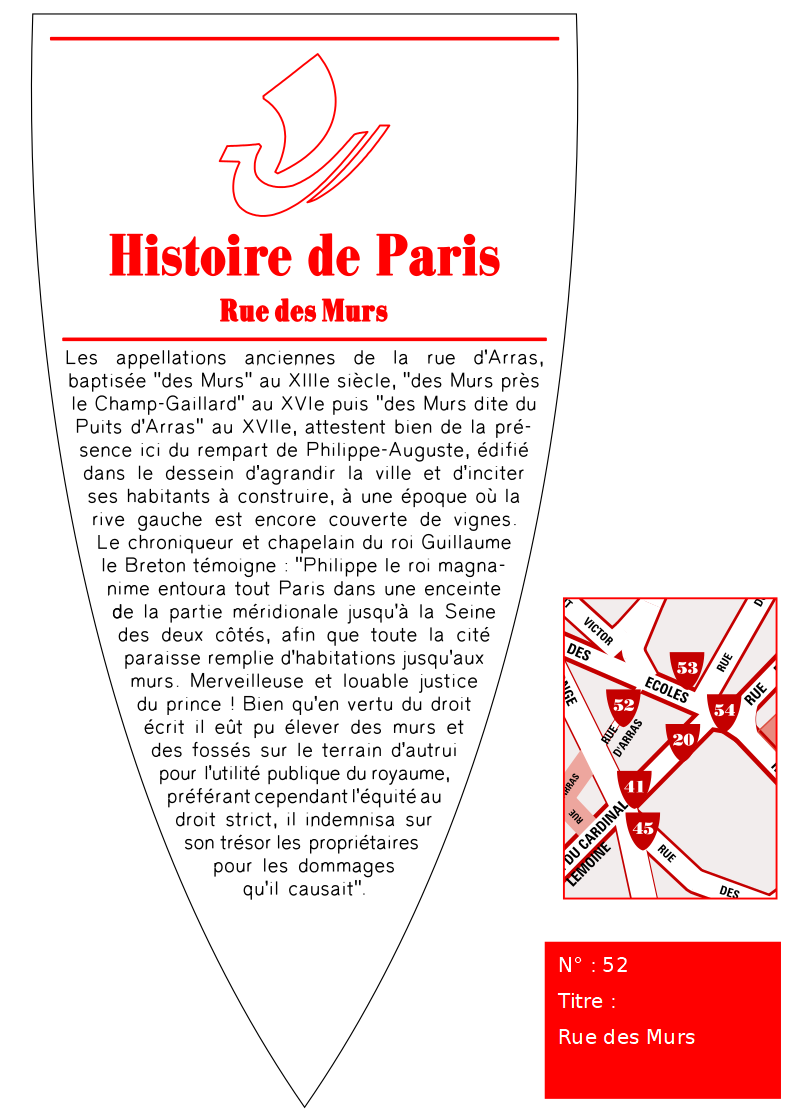 Histoire de Paris
Rue des Murs
Les appellations anciennes de la rue d'Arras,
baptisée "des Murs" au XIIIe siècle, "des Murs près
le Champ-Gaillard" au XVIe puis "des Murs dite du
Puits d'Arras" au XVIIe, attestent bien de la pré-
sence ici du rempart de Philippe-Auguste, édifié
dans le dessein d'agrandir la ville et d'inciter
ses habitants à construire, à une époque où la
rive gauche est encore couverte de vignes.
Le chroniqueur et chapelain du roi Guillaume
le Breton témoigne : "Philippe le roi magna-
nime entoura tout Paris dans une enceinte
de la partie méridionale jusqu'à la Seine
des deux côtés, afin que toute la cité
paraisse remplie d'habitations jusqu'aux
murs. Merveilleuse et louable justice
du prince ! Bien qu'en vertu du droit
écrit il eût pu élever des murs et
des fossés sur le terrain d'autrui
pour l'utilité publique du royaume,
préférant cependant l'équité au
droit strict, il indemnisa sur
son trésor les propriétaires
pour les dommages
qu'il causait".
VICTOR
DES
ECOLES
RUE
RUE
53
52
54
20
41
45
RUE
D'ARRAS
RUE
DU CARDINAL
LEMOINE
RUE
DES
N° : 52
Titre :
Rue des Murs